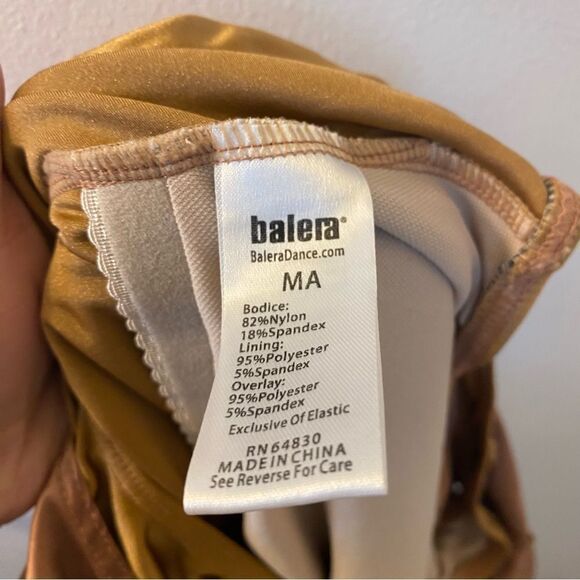 balera®
BaleraDance.com
MA
Bodice:
82%Nylon
18%Spandex
Lining:
95%Polyester
5%Spandex
Overlay:
95%Polyester
5%Spandex
Exclusive Of Elastic
RN64830
MADE IN CHINA
See Reverse For Care